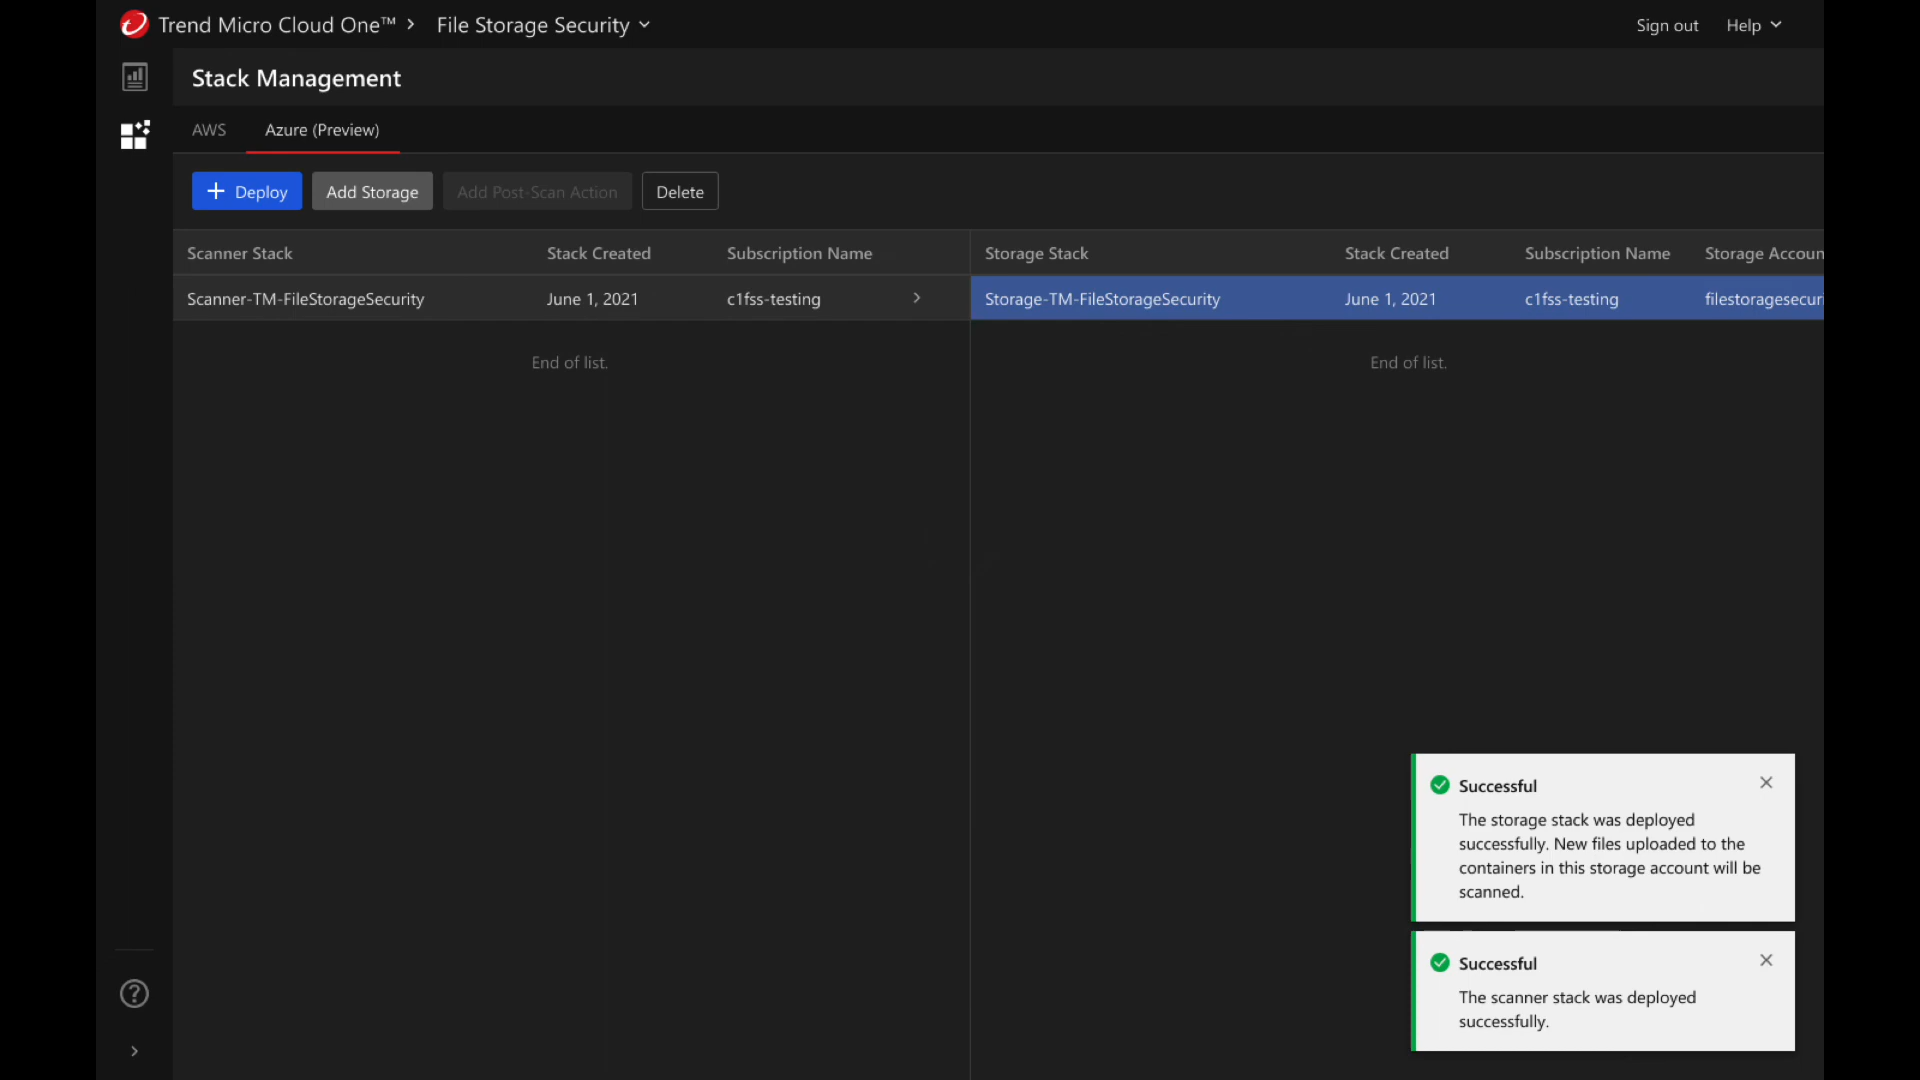 Trend Micro Cloud One™ > File Storage Security
Sign out Help
Stack Management
AWS Azure (Preview)
+ Deploy Add Storage Add Post-Scan Action Delete
Scanner Stack Stack Created Subscription Name Storage Stack Stack Created Subscription Name Storage Accoun
Scanner-TM-FileStorageSecurity June 1, 2021 c1fss-testing > Storage-TM-FileStorageSecurity June 1, 2021 c1fss-testing filestoragesecuri
End of list. End of list.
Successful
The storage stack was deployed
successfully. New files uploaded to the
containers in this storage account will be
scanned.
Successful
The scanner stack was deployed
successfully.